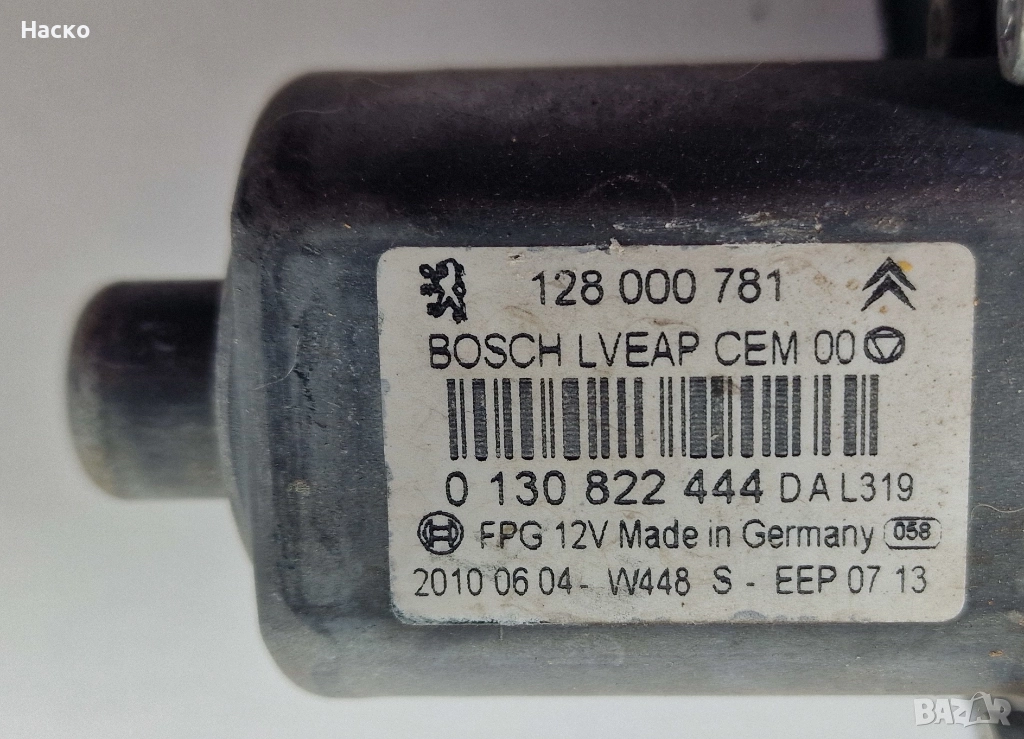 Наско
128 000 781
BOSCH LVEAP CEM 00
0 130 822 444 DA L319
FPG 12V Made in Germany 058
2010 06 04- W448 S - EEP 07 13
BAZAR